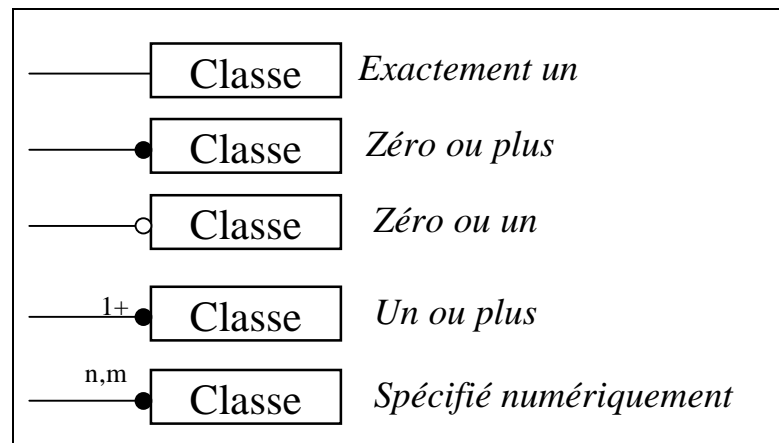 Classe Exactement un
Classe Zéro ou plus
Classe Zéro ou un
1+ Classe Un ou plus
n,m Classe Spécifié numériquement